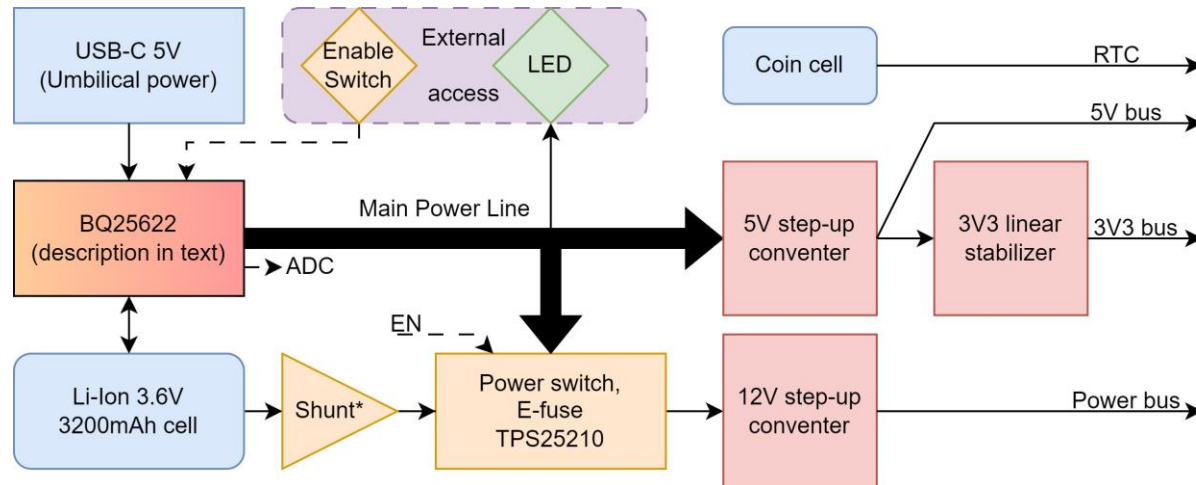 USB-C 5V
(Umbilical power)
Enable
Switch
External
access
LED
Coin cell
RTC
5V bus
BQ25622
(description in text)
Main Power Line
ADC
5V step-up
conventer
3V3 linear
stabilizer
3V3 bus
EN
Li-Ion 3.6V
3200mAh cell
Shunt*
Power switch,
E-fuse
TPS25210
12V step-up
conventer
Power bus